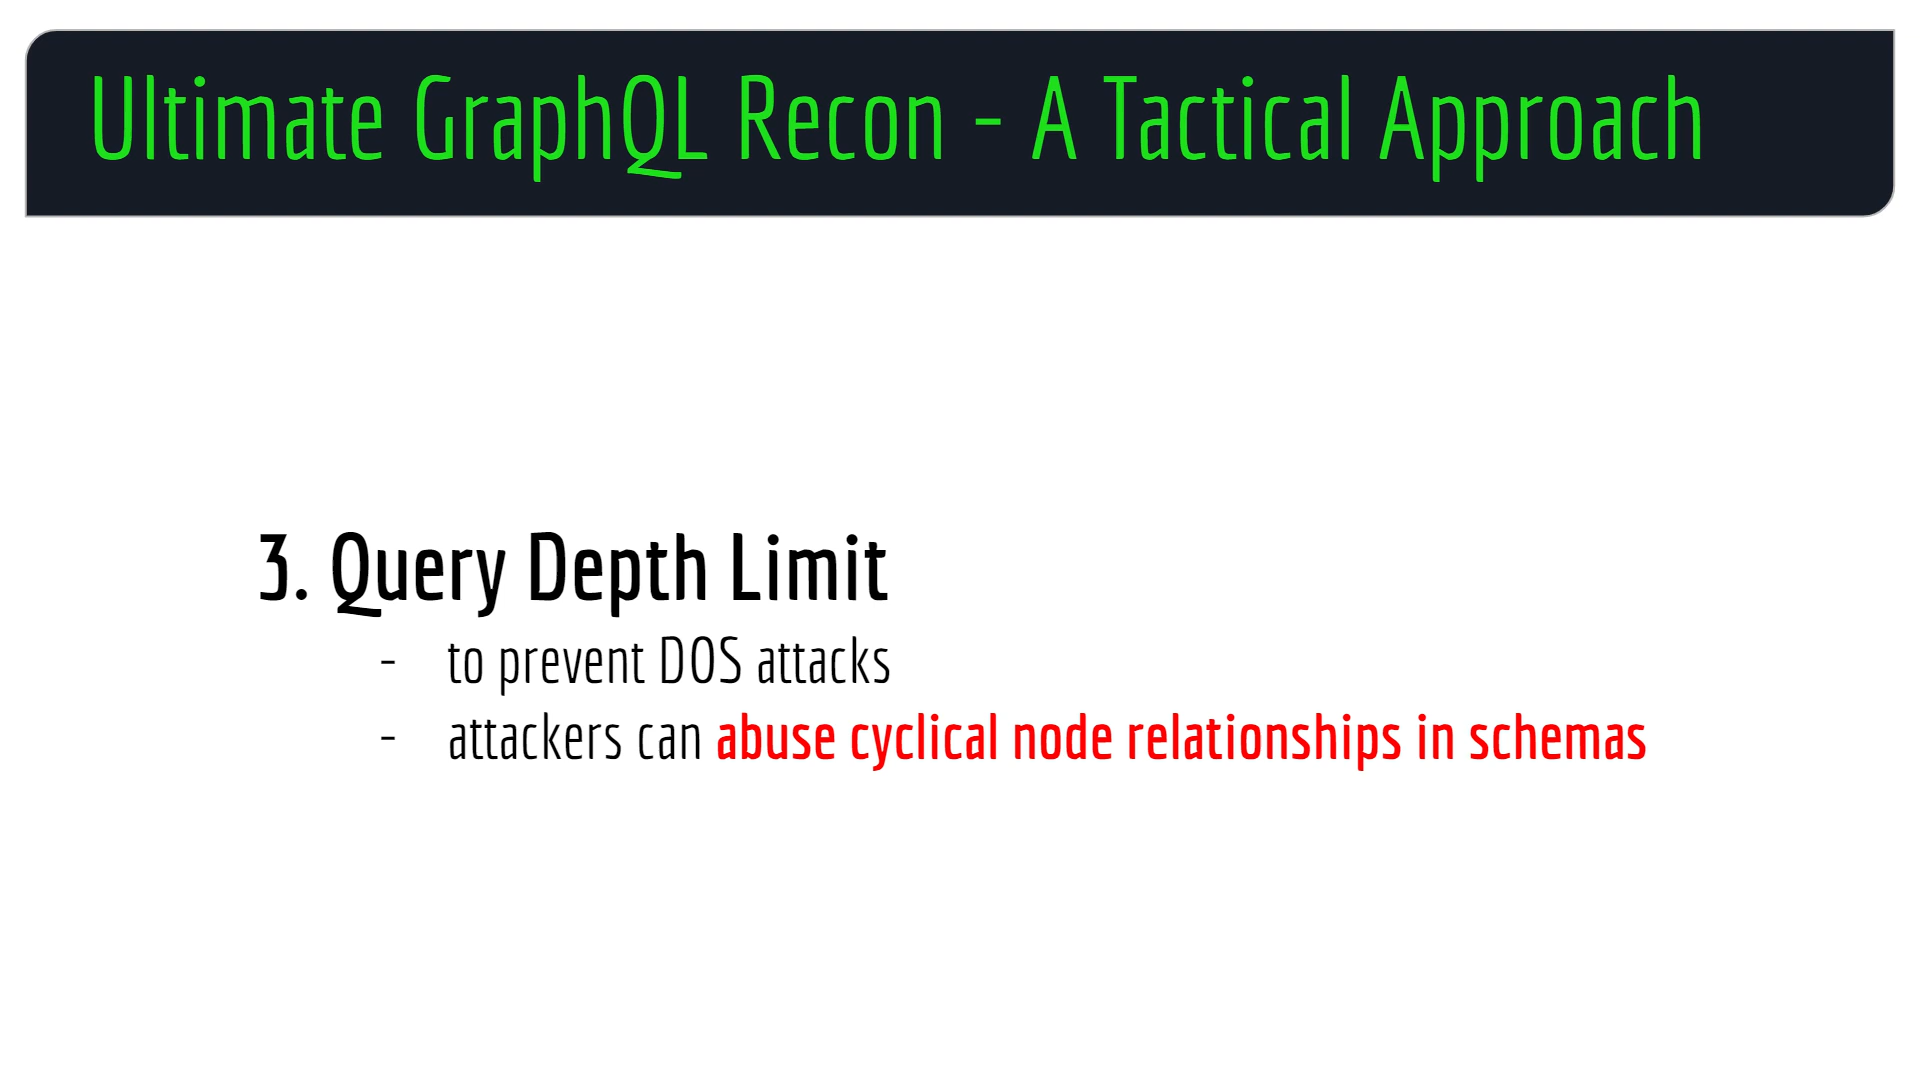 Ultimate GraphQL Recon - A Tactical Approach
3. Query Depth Limit
- to prevent DOS attacks
- attackers can abuse cyclical node relationships in schemas